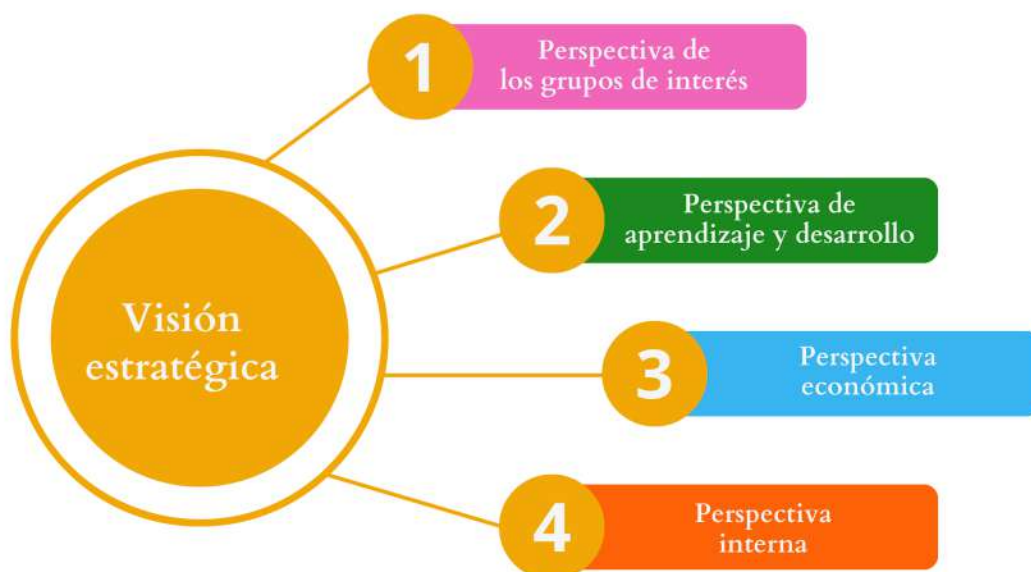 1
Perspectiva de
los grupos de interés
2
Perspectiva de
aprendizaje y desarrollo
Visión
estratégica
3
Perspectiva
económica
4
Perspectiva
interna